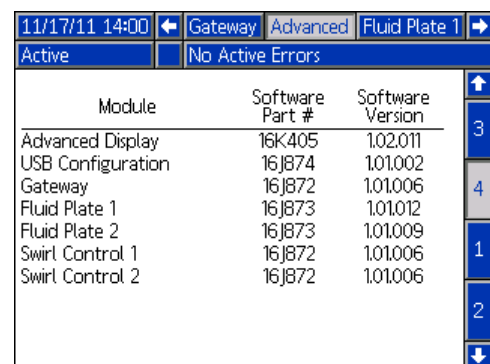 11/17/11 14:00 Gateway Advanced Fluid Plate 1
Active No Active Errors
Module Software Part # Software Version
Advanced Display 16K405 1.02.011
USB Configuration 16J874 1.01.002
Gateway 16J872 1.01.006
Fluid Plate 1 16J873 1.01.012
Fluid Plate 2 16J873 1.01.009
Swirl Control 1 16J872 1.01.006
Swirl Control 2 16J872 1.01.006
3
4
1
2